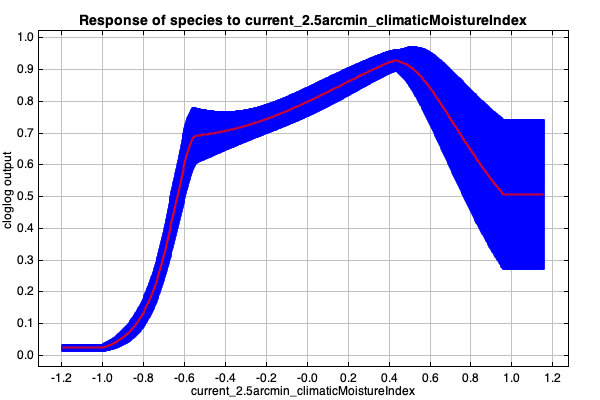 Response of species to current_2.5arcmin_climaticMoistureIndex
1.0
0.9
0.8
0.7
0.6
0.5
0.4
0.3
0.2
0.1
0.0
cloglog output
-1.2 -1.0 -0.8 -0.6 -0.4 -0.2 0.0 0.2 0.4 0.6 0.8 1.0 1.2
current_2.5arcmin_climaticMoistureIndex